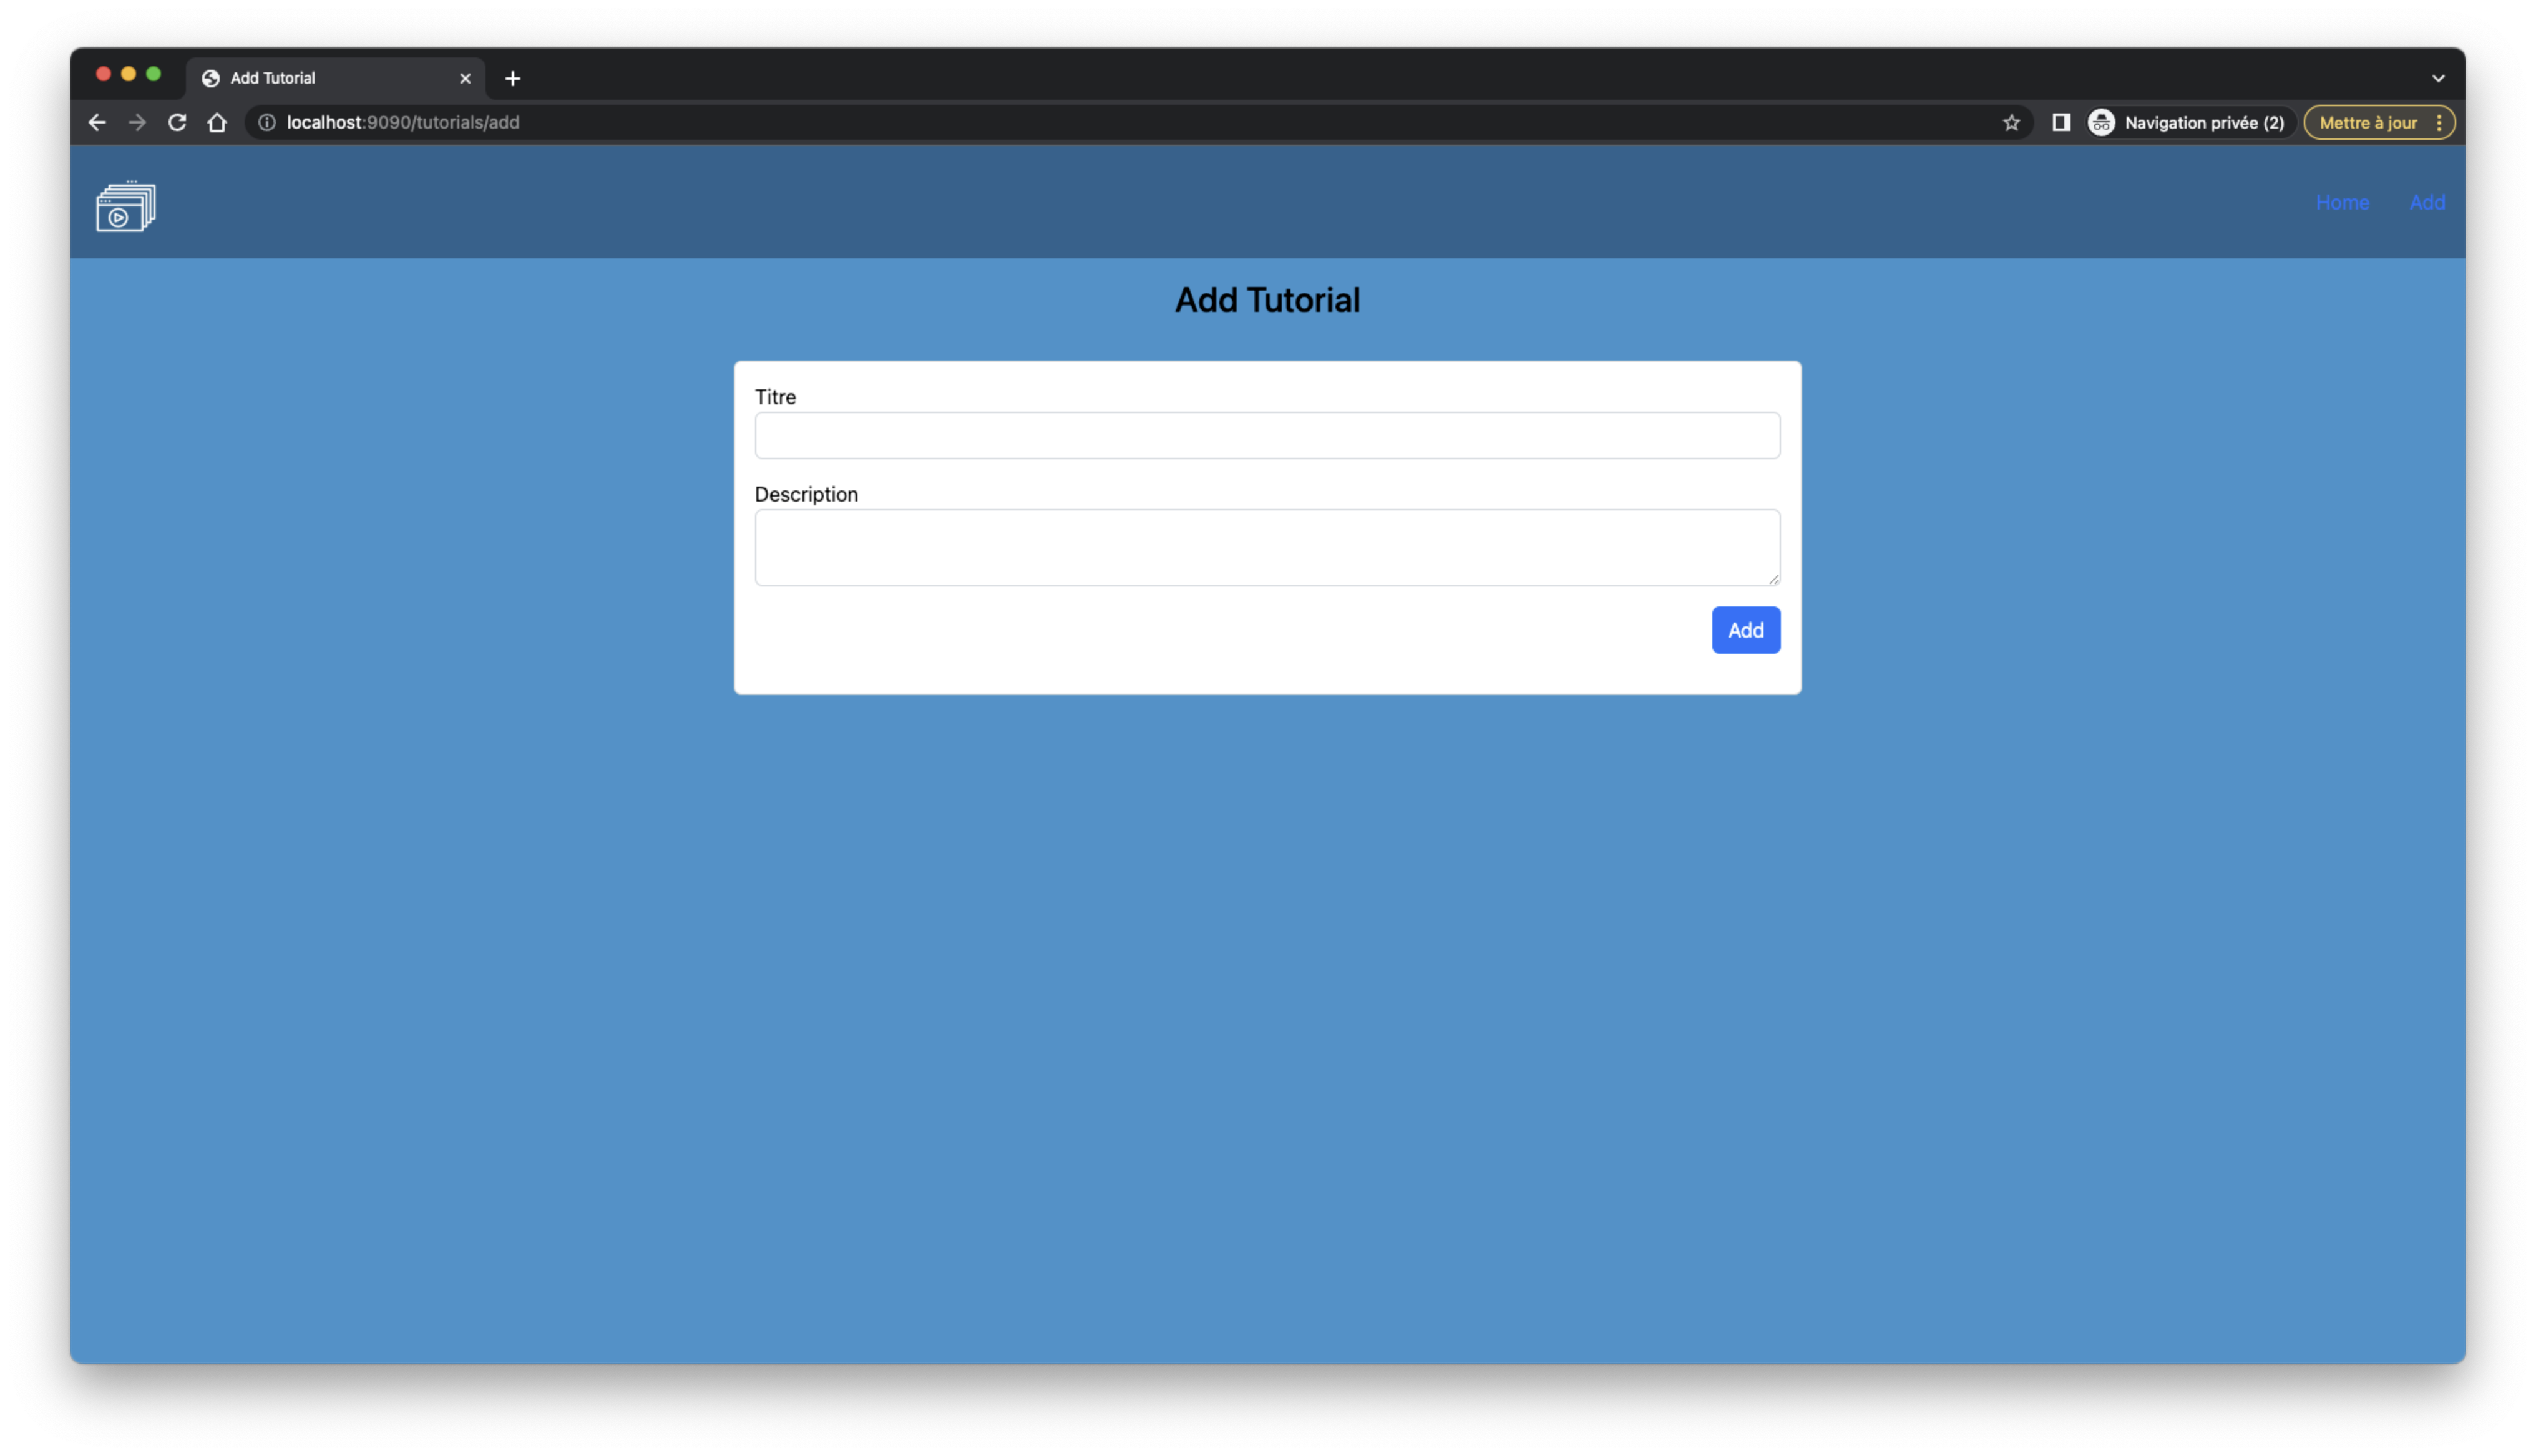 Add Tutorial
localhost:9090/tutorials/add
Navigation privée (2)
Mettre à jour
Home
Add
Add Tutorial
Titre
Description
Add